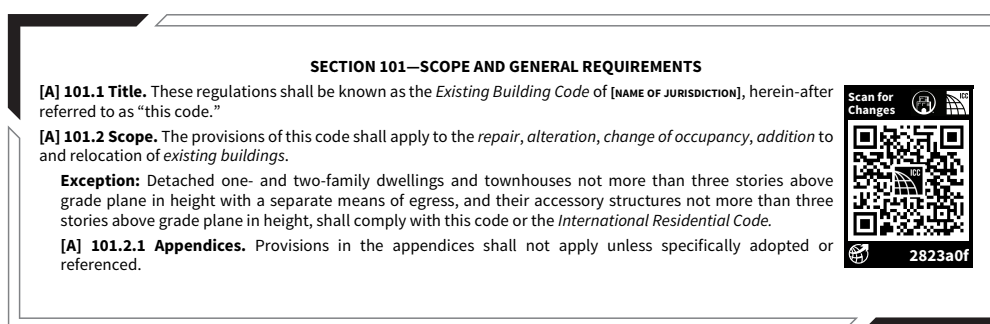 SECTION 101—SCOPE AND GENERAL REQUIREMENTS
[A] 101.1 Title. These regulations shall be known as the Existing Building Code of [NAME OF JURISDICTION], herein-after
referred to as “this code.”
[A] 101.2 Scope. The provisions of this code shall apply to the repair, alteration, change of occupancy, addition to
and relocation of existing buildings.
Exception: Detached one- and two-family dwellings and townhouses not more than three stories above
grade plane in height with a separate means of egress, and their accessory structures not more than three
stories above grade plane in height, shall comply with this code or the International Residential Code.
[A] 101.2.1 Appendices. Provisions in the appendices shall not apply unless specifically adopted or
referenced.
Scan for
Changes
ICC
ICC
2823a0f